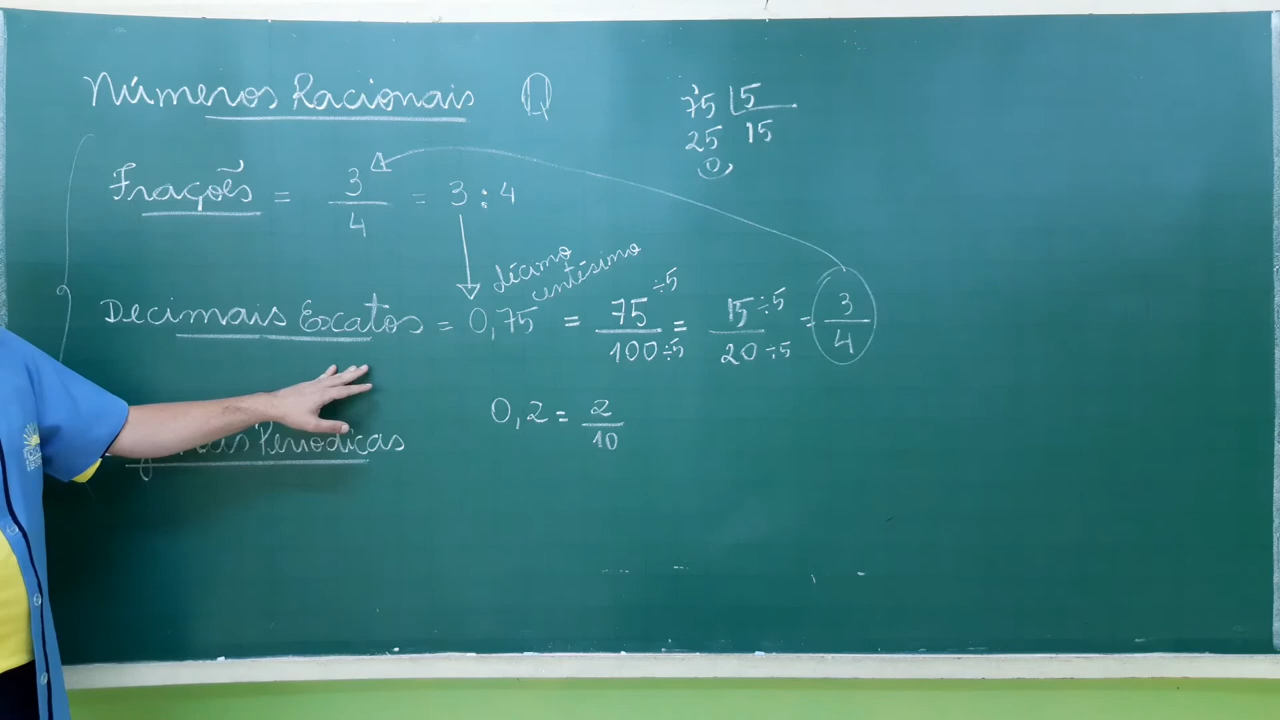 Números Racionais ℚ
75 5
25 15
0
Frações = 3/4 = 3 : 4
décimo
centésimo
Decimais Exatos = 0,75 = 75÷5/100÷5 = 15÷5/20÷5 = 3/4
0,2 = 2/10
Periodicas